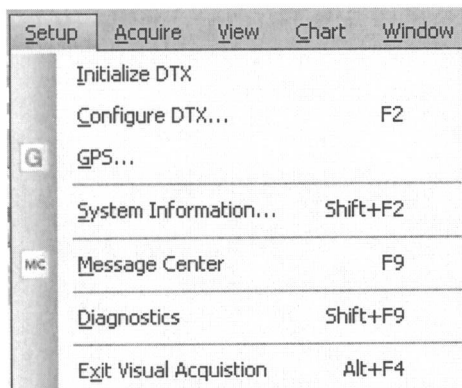 Setup Acquire View Chart Window
Initialize DTX
Configure DTX... F2
G GPS...
System Information... Shift+F2
MC Message Center F9
Diagnostics Shift+F9
Exit Visual Acquistion Alt+F4